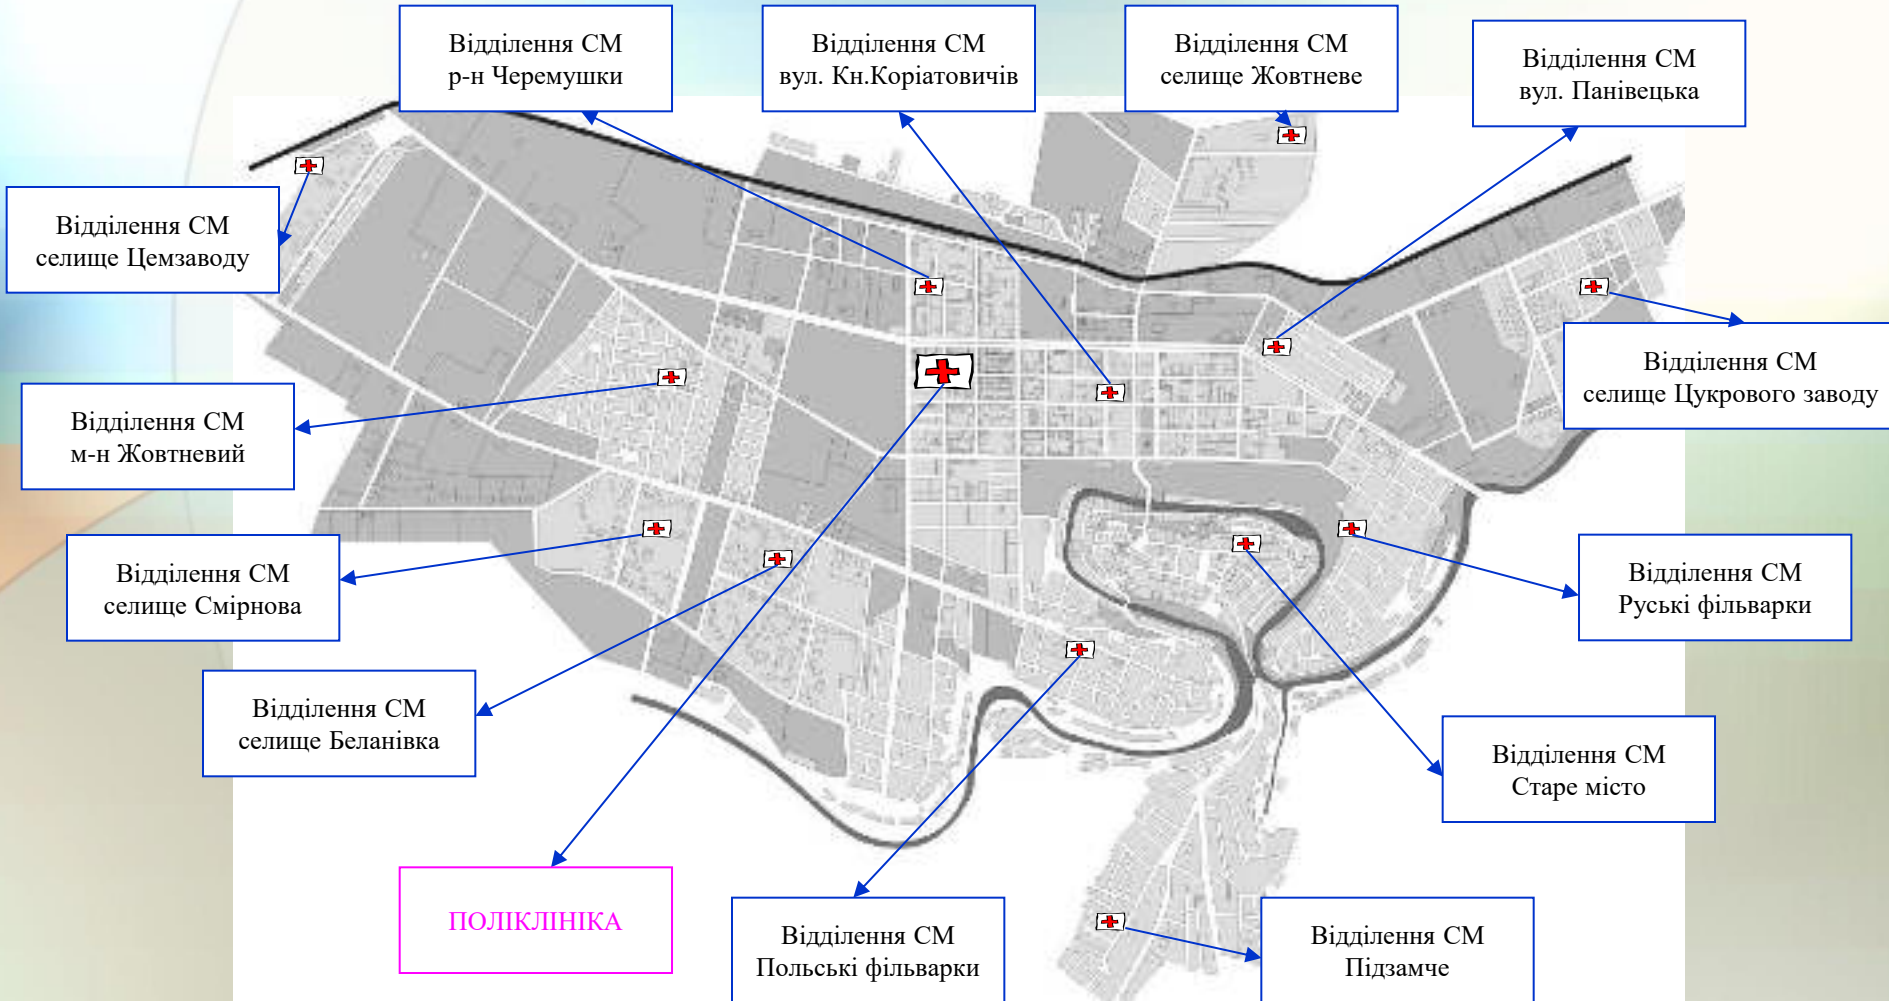 Відділення СМ
р-н Черемушки
Відділення СМ
вул. Кн.Коріатовичів
Відділення СМ
селище Жовтневе
Відділення СМ
вул. Панівецька
Відділення СМ
селище Цемзаводу
Відділення СМ
селище Цукрового заводу
Відділення СМ
м-н Жовтневий
Відділення СМ
селище Смірнова
Відділення СМ
Руські фільварки
Відділення СМ
селище Беланівка
Відділення СМ
Старе місто
ПОЛІКЛІНІКА
Відділення СМ
Польські фільварки
Відділення СМ
Підзамче